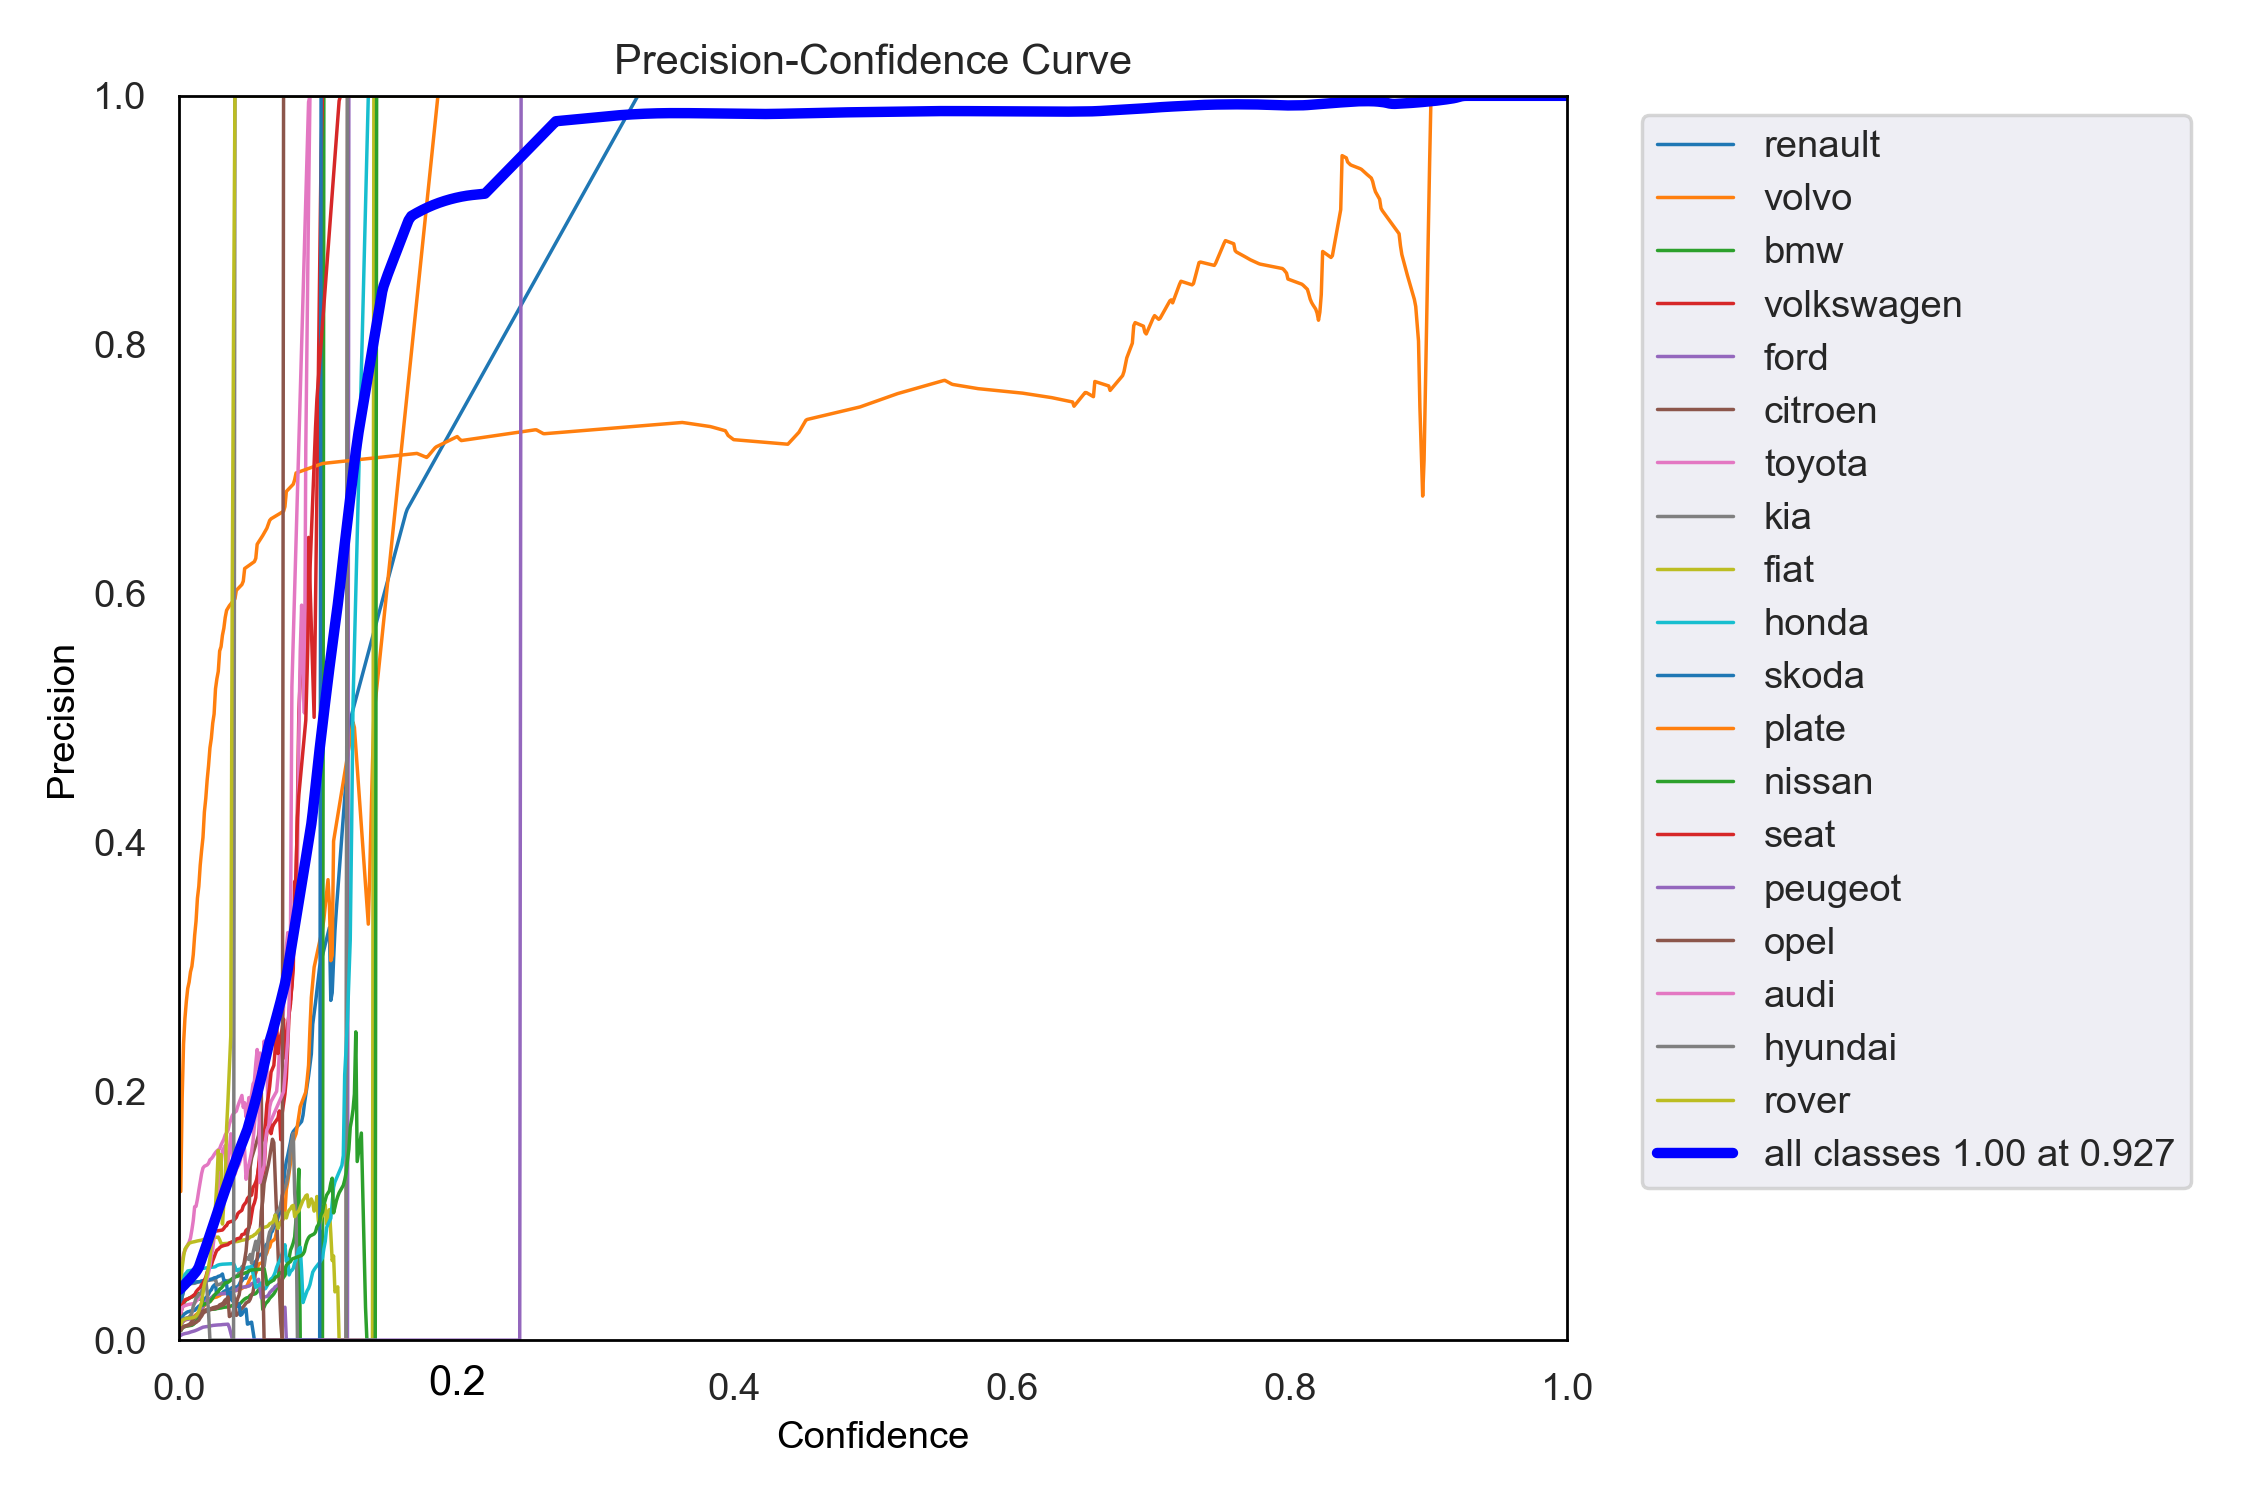 Precision-Confidence Curve
1.0
0.8
0.6
0.4
0.2
0.0
Precision
0.0 0.2 0.4 0.6 0.8 1.0
Confidence
renault
volvo
bmw
volkswagen
ford
citroen
toyota
kia
fiat
honda
skoda
plate
nissan
seat
peugeot
opel
audi
hyundai
rover
all classes 1.00 at 0.927